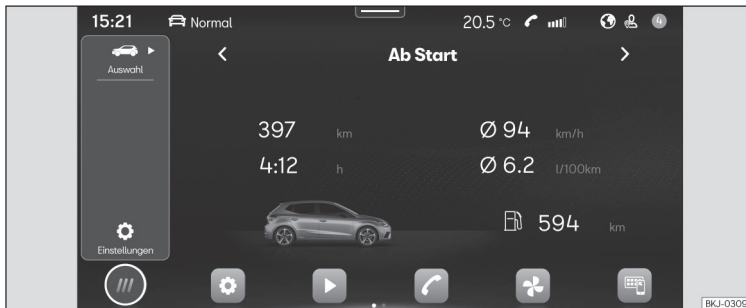 15:21 Normal 20.5 °C 4
Auswahl
Ab Start
397 km Ø 94 km/h
4:12 h Ø 6.2 l/100km
594 km
Einstellungen
BKJ-0309